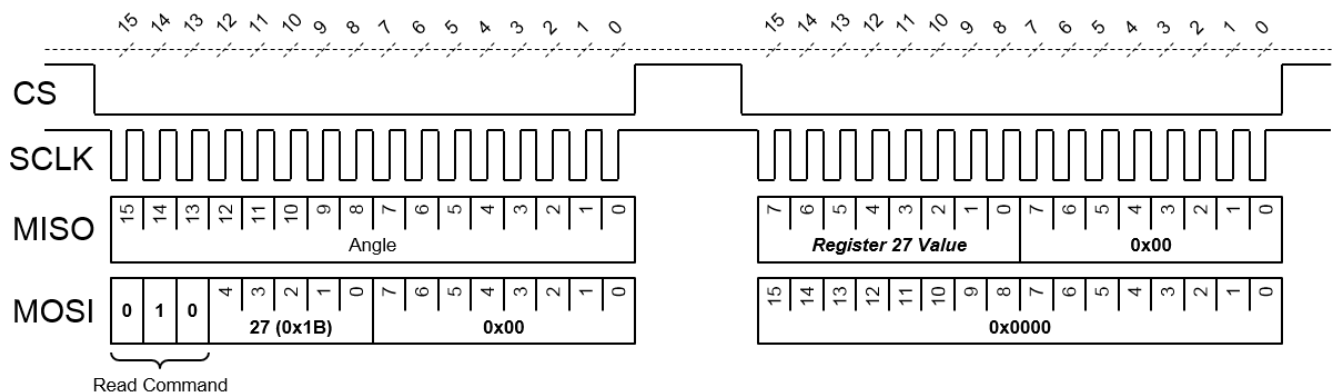 15 14 13 12 11 10 9 8 7 6 5 4 3 2 1 0 15 14 13 12 11 10 9 8 7 6 5 4 3 2 1 0
CS
SCLK
MISO 15 14 13 12 11 10 9 8 7 6 5 4 3 2 1 0 7 6 5 4 3 2 1 0 7 6 5 4 3 2 1 0
Angle Register 27 Value 0x00
MOSI 0 1 0 4 3 2 1 0 7 6 5 4 3 2 1 0 15 14 13 12 11 10 9 8 7 6 5 4 3 2 1 0
27 (0x1B) 0x00 0x0000
Read Command